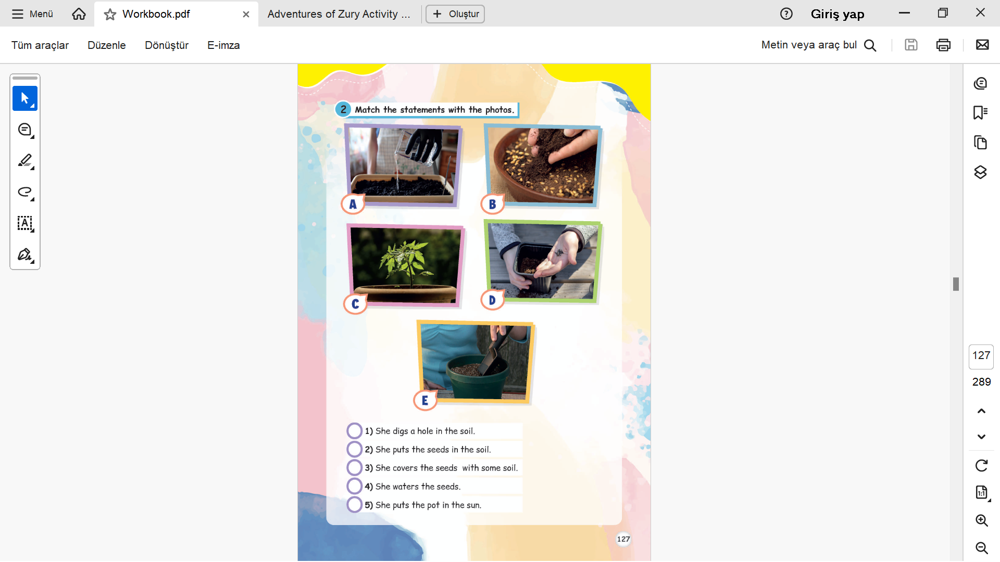 Menü
Workbook.pdf
Adventures of Zury Activity ...
Oluştur
Giriş yap
Tüm araçlar
Düzenle
Dönüştür
E-imza
Metin veya araç bul
2 Match the statements with the photos.
A
B
C
D
E
1) She digs a hole in the soil.
2) She puts the seeds in the soil.
3) She covers the seeds with some soil.
4) She waters the seeds.
5) She puts the pot in the sun.
127
127
289
1:1